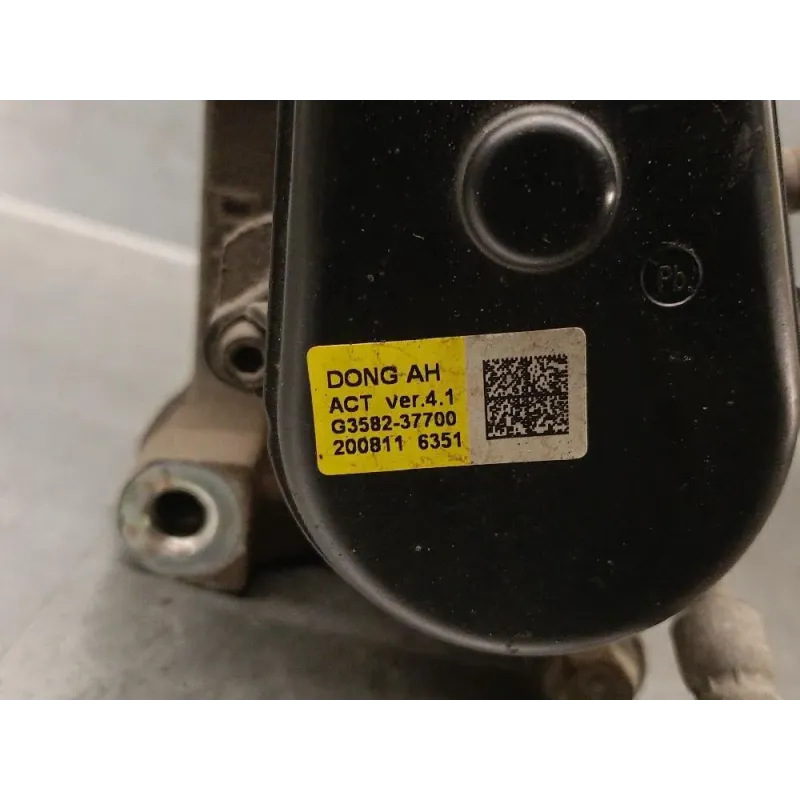 Pb
DONG AH
ACT ver.4.1
G3582-37700
200811 6351